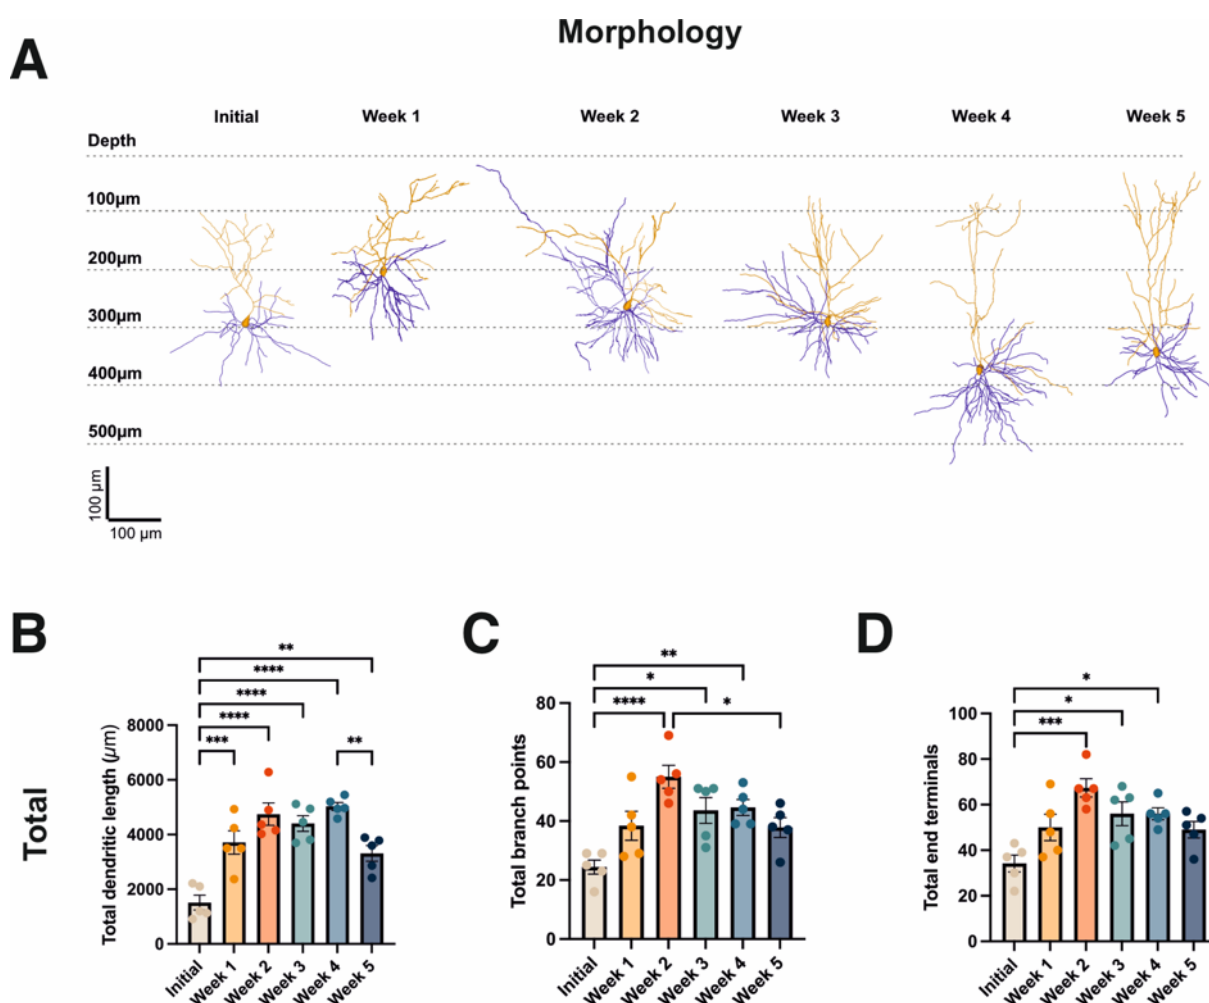 Morphology
A
Initial Week 1 Week 2 Week 3 Week 4 Week 5
Depth
100µm
200µm
300µm
400µm
500µm
100 µm
100 µm
B
C
D
Total
Total dendritic length (µm)
8000
6000
4000
2000
0
** 
****
****
****
***
**
Initial Week 1 Week 2 Week 3 Week 4 Week 5
Total branch points
80
60
40
20
0
**
*
****
*
Initial Week 1 Week 2 Week 3 Week 4 Week 5
Total end terminals
100
80
60
40
20
0
*
*
***
Initial Week 1 Week 2 Week 3 Week 4 Week 5